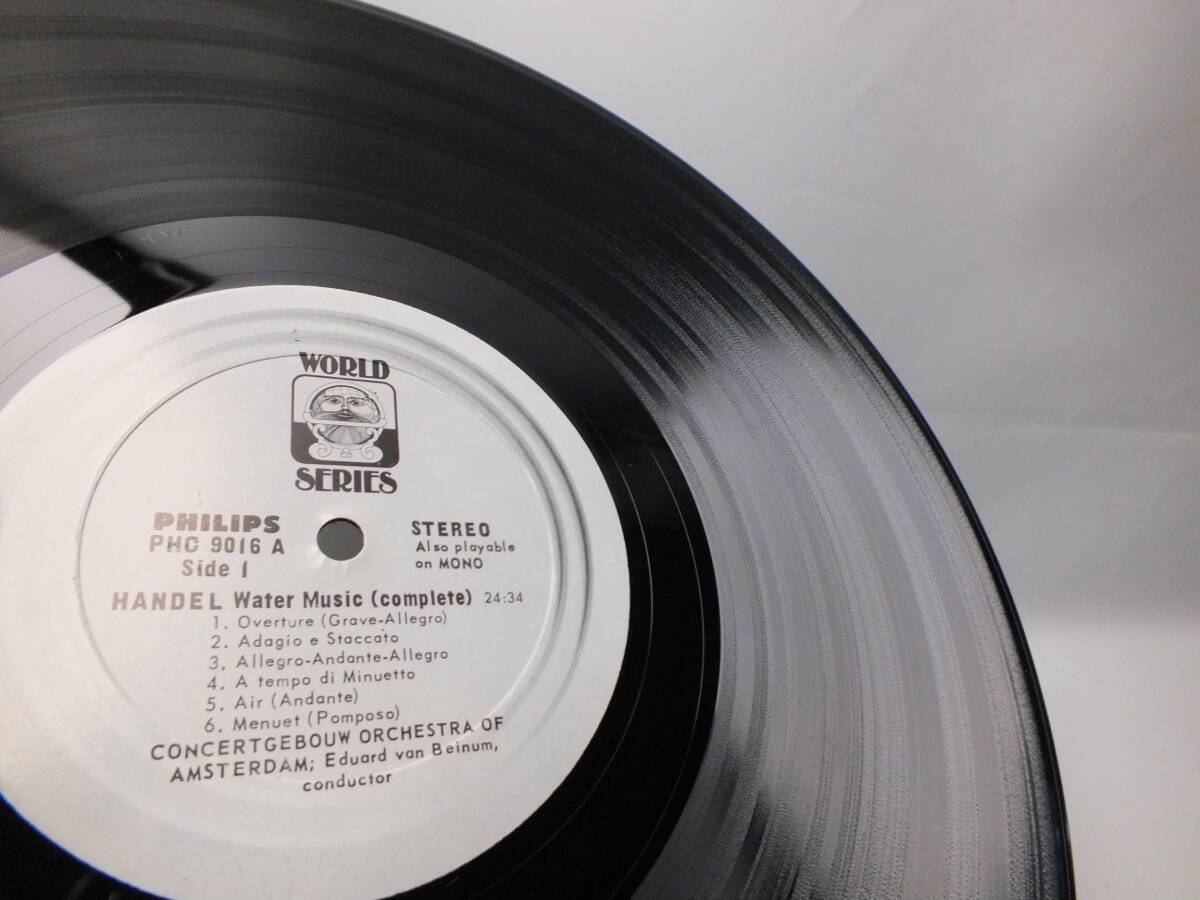 WORLD
SERIES
PHILIPS
PHC 9016 A
Side 1
STEREO
Also playable
on MONO
HANDEL Water Music (complete) 24:34
1. Overture (Grave-Allegro)
2. Adagio e Staccato
3. Allegro-Andante-Allegro
4. A tempo di Minuetto
5. Air (Andante)
6. Menuet (Pomposo)
CONCERTGEBOUW ORCHESTRA OF
AMSTERDAM; Eduard van Beinum,
conductor